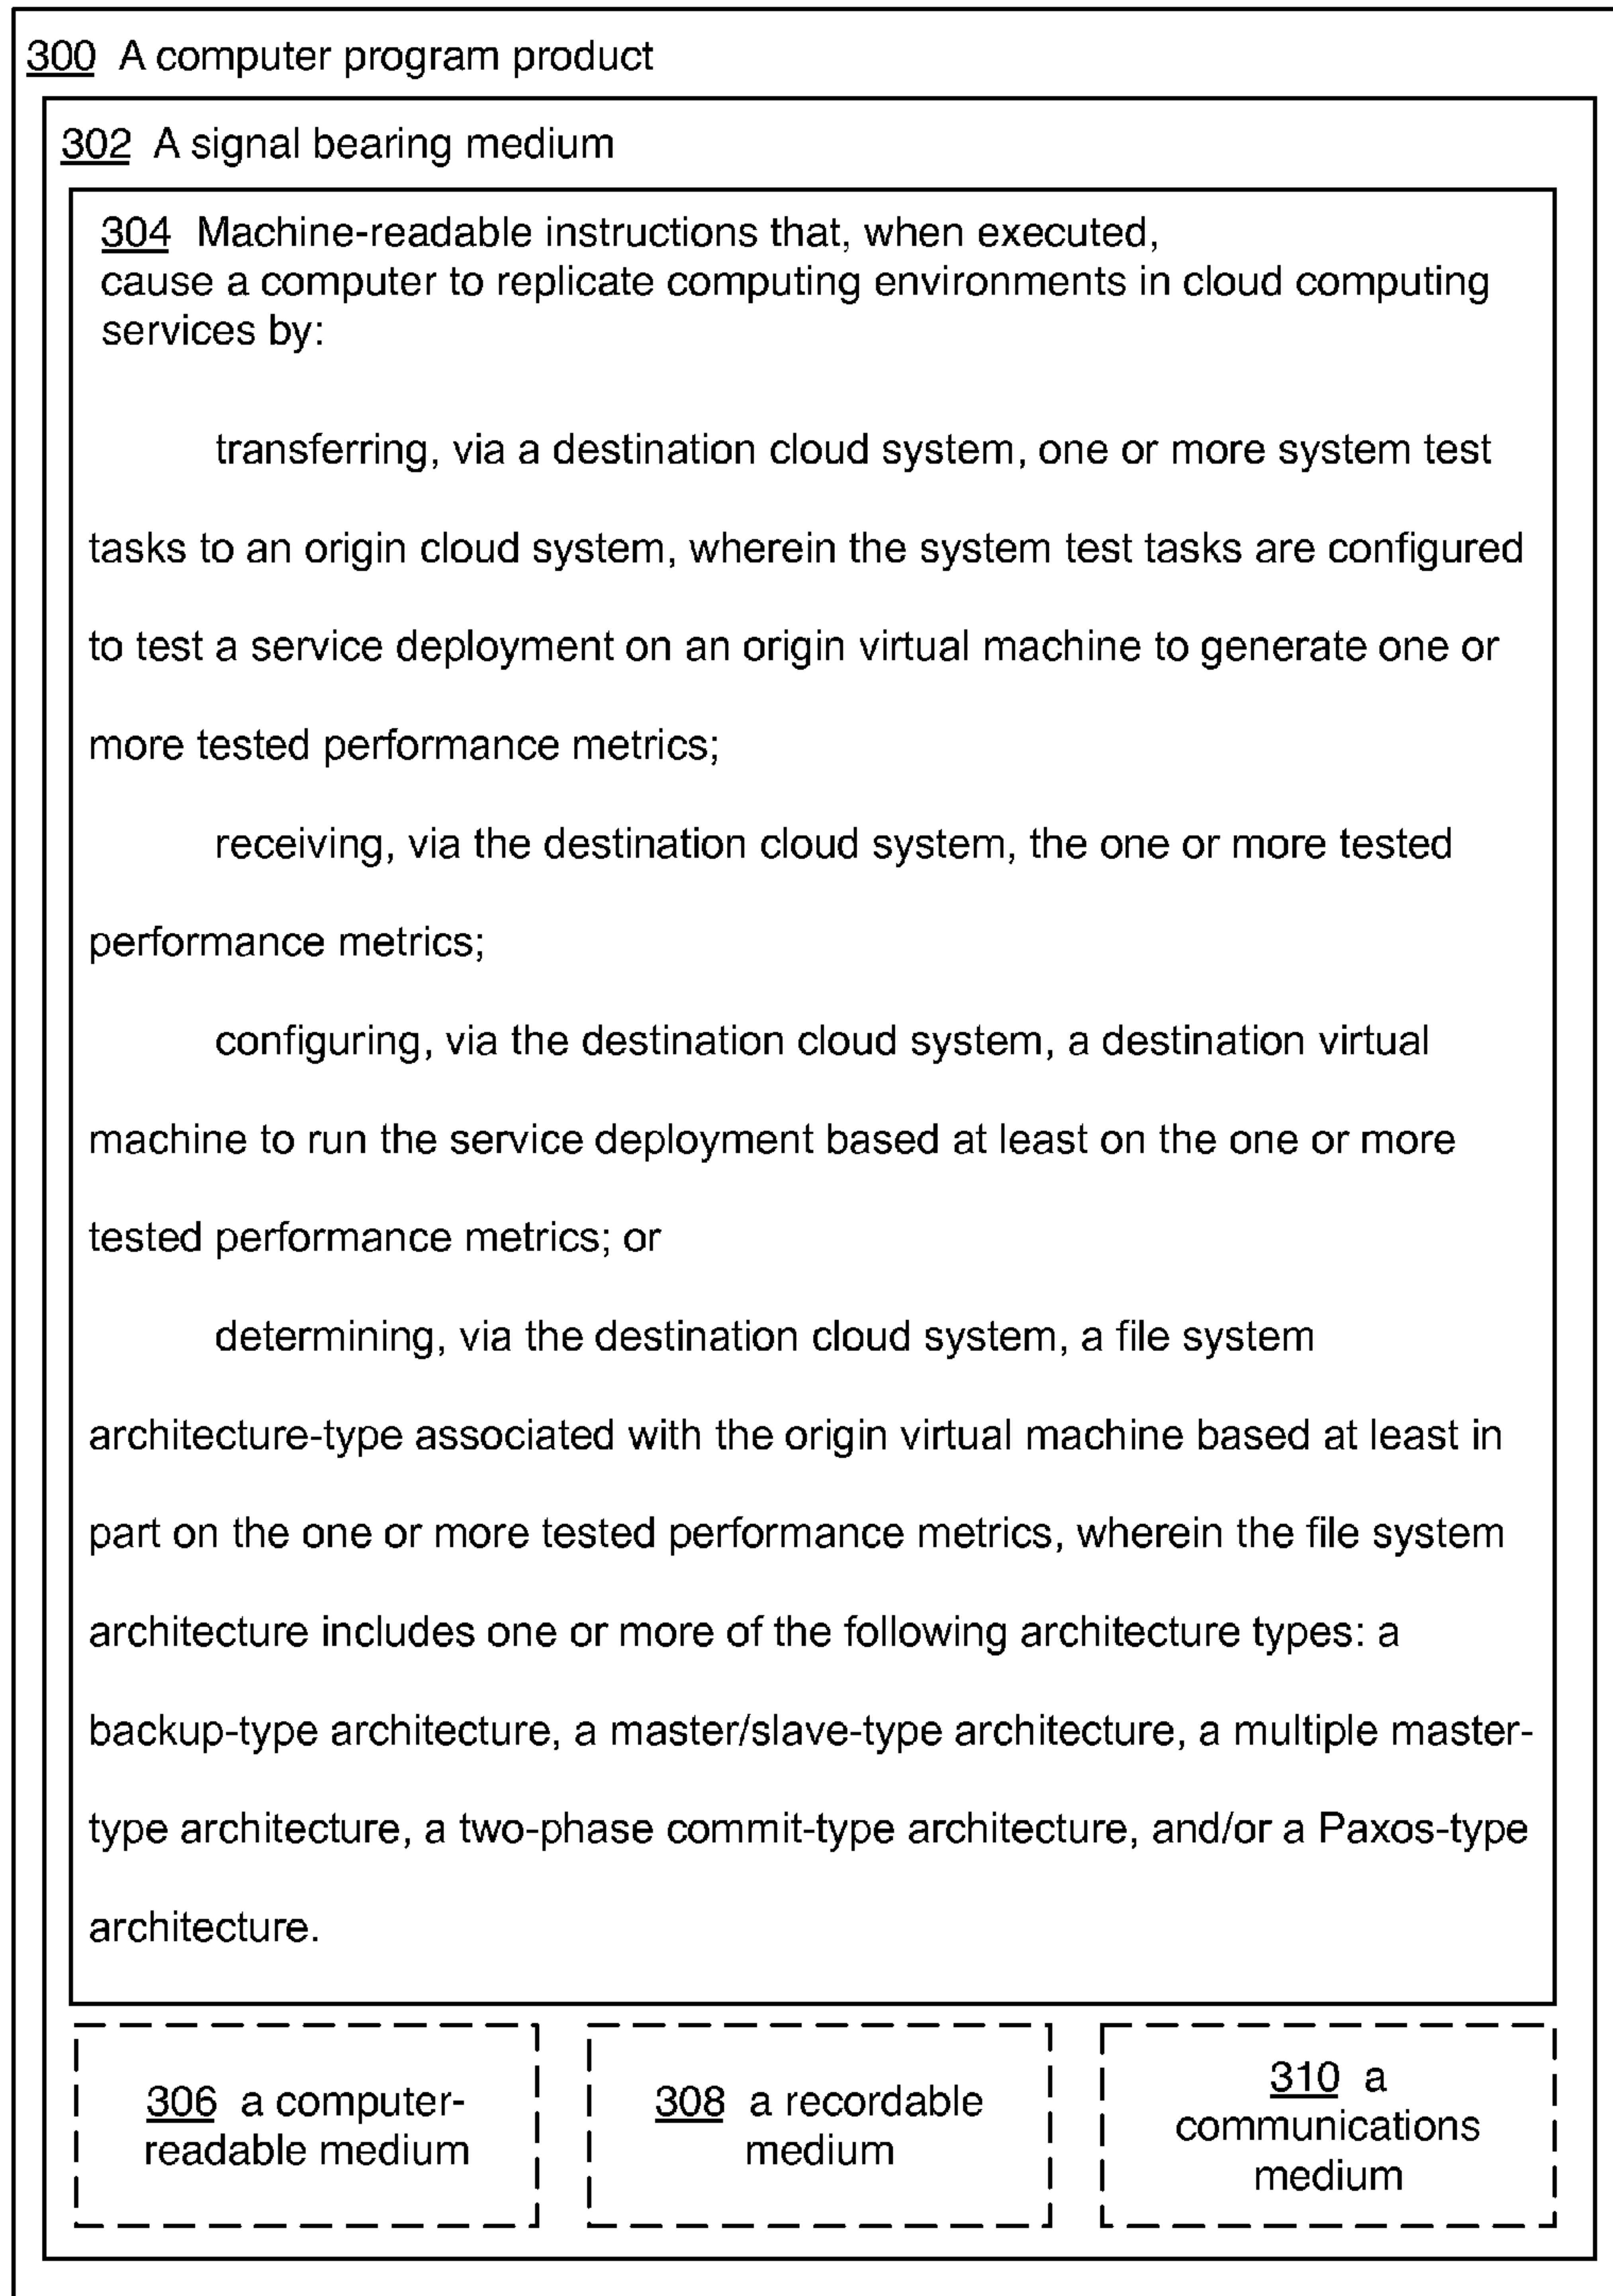 300 A computer program product
302 A signal bearing medium
304 Machine-readable instructions that, when executed,
cause a computer to replicate computing environments in cloud computing
services by:
transferring, via a destination cloud system, one or more system test
tasks to an origin cloud system, wherein the system test tasks are configured
to test a service deployment on an origin virtual machine to generate one or
more tested performance metrics;
receiving, via the destination cloud system, the one or more tested
performance metrics;
configuring, via the destination cloud system, a destination virtual
machine to run the service deployment based at least on the one or more
tested performance metrics; or
determining, via the destination cloud system, a file system
architecture-type associated with the origin virtual machine based at least in
part on the one or more tested performance metrics, wherein the file system
architecture includes one or more of the following architecture types: a
backup-type architecture, a master/slave-type architecture, a multiple master-
type architecture, a two-phase commit-type architecture, and/or a Paxos-type
architecture.
306 a computer-
readable medium
308 a recordable
medium
310 a
communications
medium